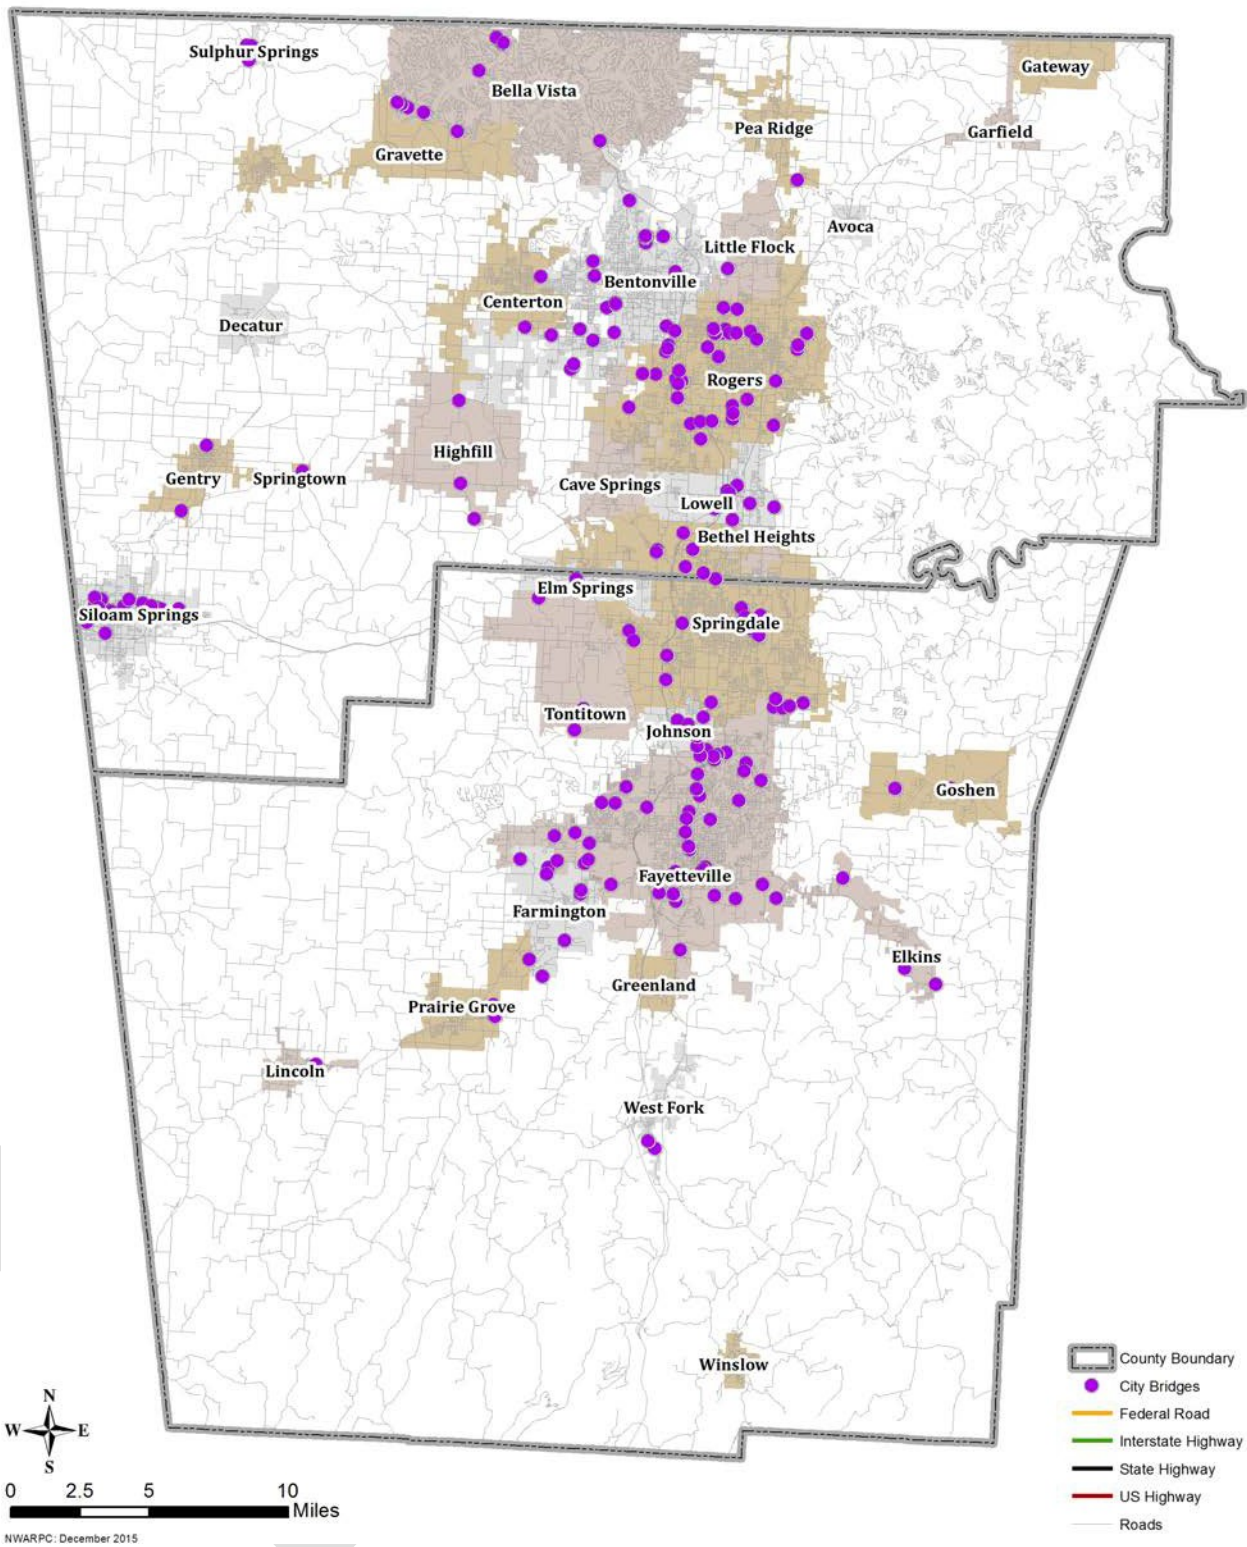 Sulphur Springs
Gateway
Bella Vista
Pea Ridge
Garfield
Gravette
Avoca
Little Flock
Bentonville
Centerton
Decatur
Rogers
Highfill
Gentry
Springtown
Cave Springs
Lowell
Bethel Heights
Elm Springs
Siloam Springs
Springdale
Tontitown
Johnson
Goshen
Fayetteville
Farmington
Elkins
Greenland
Prairie Grove
Lincoln
West Fork
Winslow
County Boundary
City Bridges
Federal Road
Interstate Highway
State Highway
US Highway
Roads
N
W E
S
0 2.5 5 10
Miles
NWARPC: December 2015